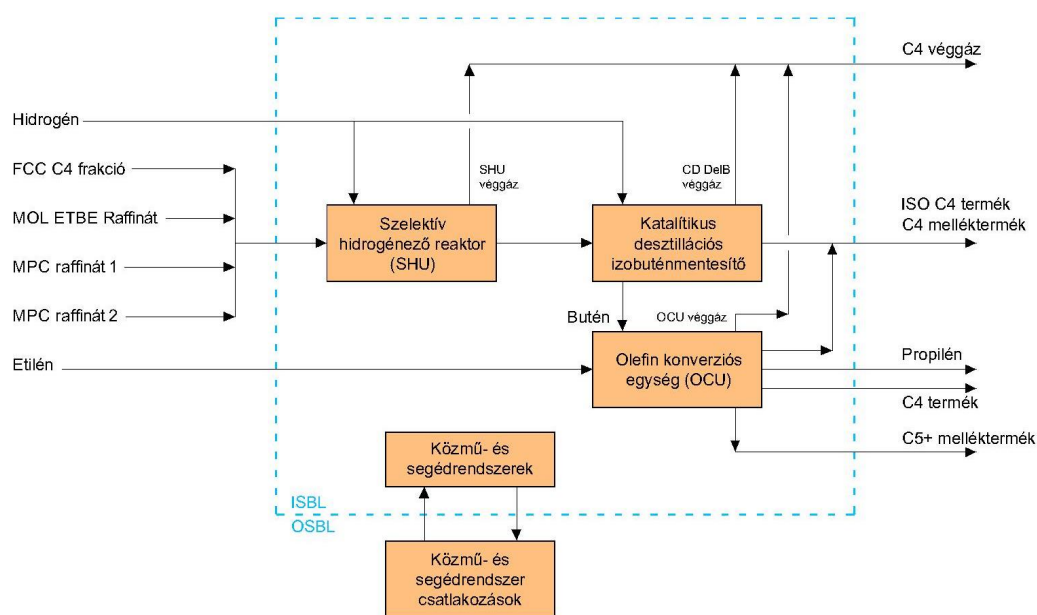 C4 véggáz
Hidrogén
FCC C4 frakció
MOL ETBE Raffinát
MPC raffinát 1
MPC raffinát 2
Etilén
SHU
véggáz
CD DelB
véggáz
Szelektív
hidrogénező reaktor
(SHU)
Katalítikus
desztillációs
izobuténmentesítő
ISO C4 termék
C4 melléktermék
Butén
OCU véggáz
Olefin konverziós
egység (OCU)
Propilén
C4 termék
C5+ melléktermék
Közmű- és
segédrendszerek
ISBL
OSBL
Közmű- és
segédrendszer
csatlakozások